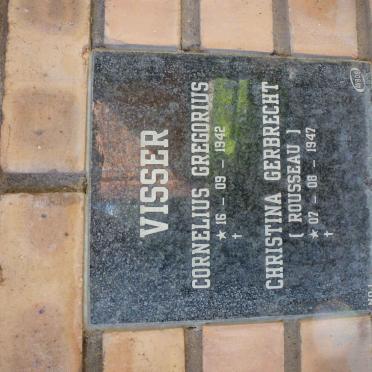 VISSER
CORNELIUS GREGORIUS
★ 16 - 09 - 1942
†
CHRISTINA GERBRECHT
( ROUSSEAU )
★ 07 - 08 - 1947
†